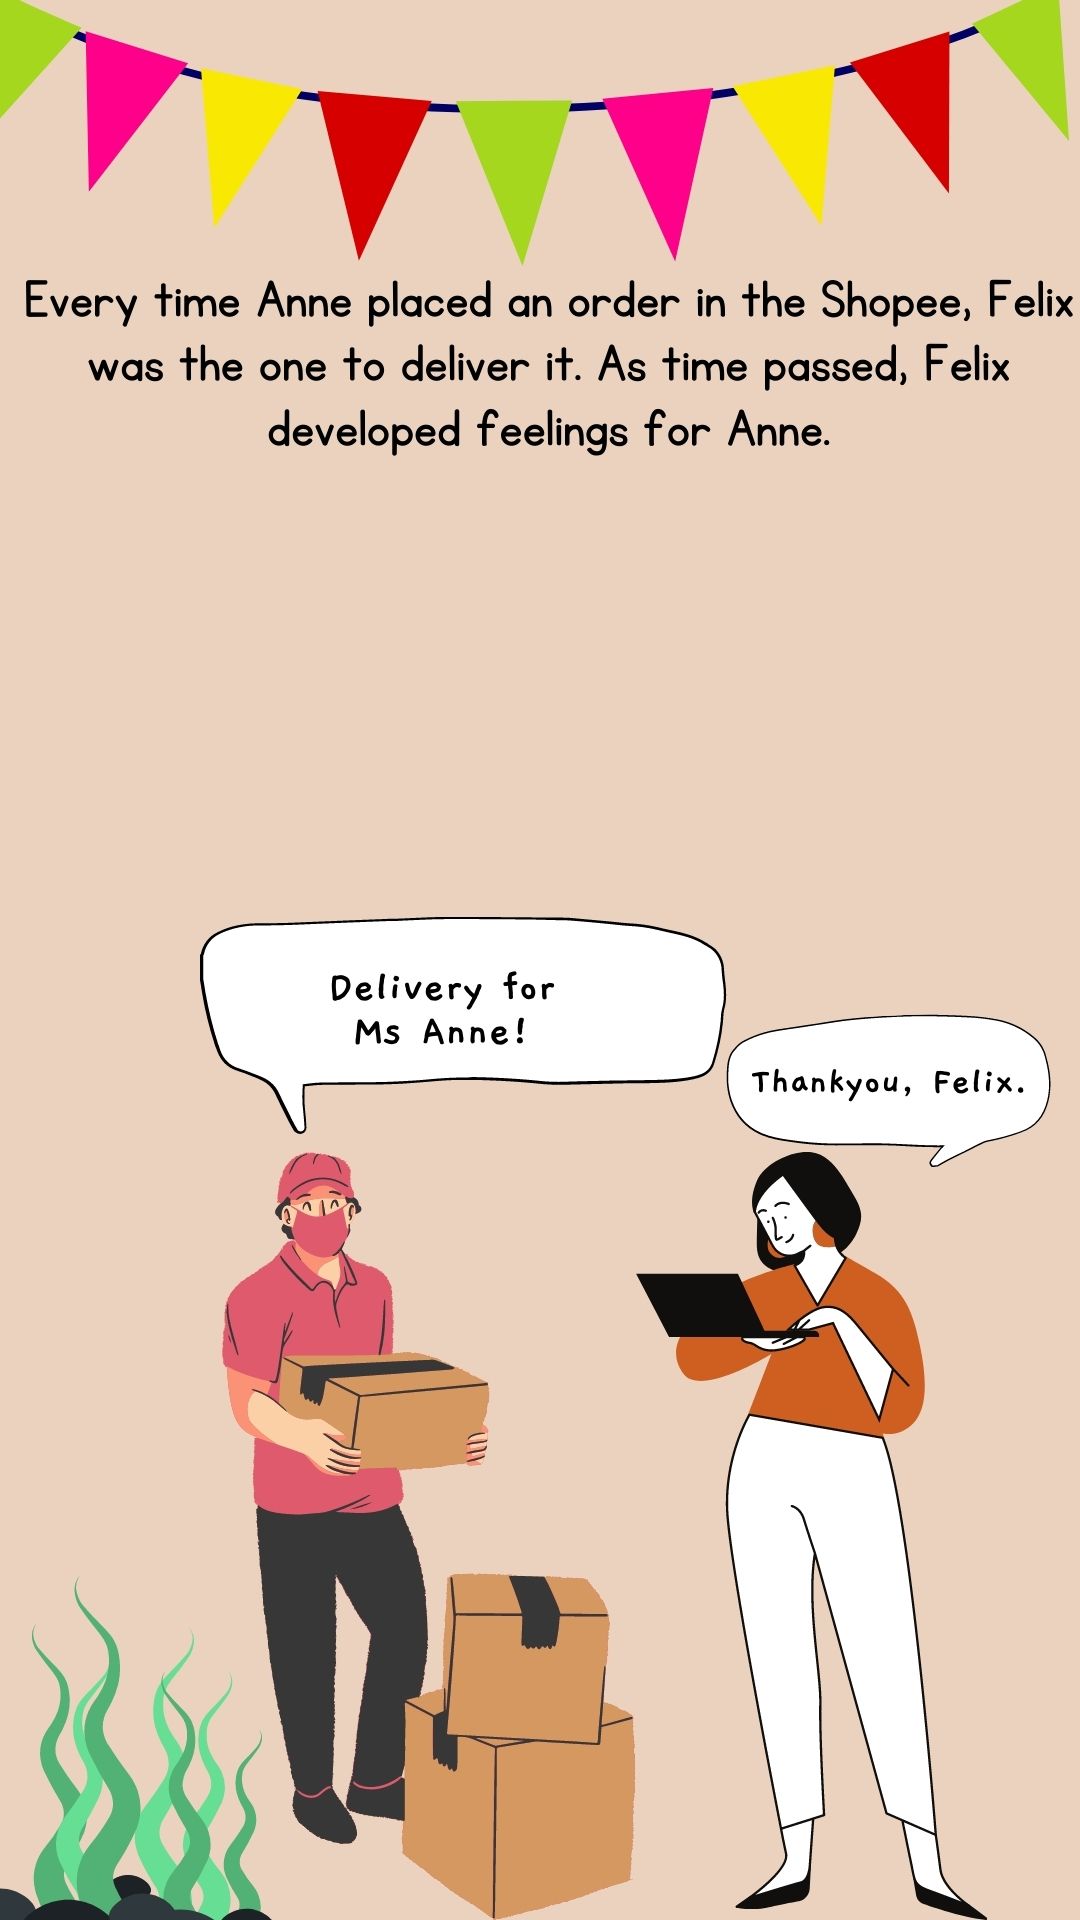 Every time Anne placed an order in the Shopee, Felix
was the one to deliver it. As time passed, Felix
developed feelings for Anne.
Delivery for
Ms Anne!
Thankyou, Felix.